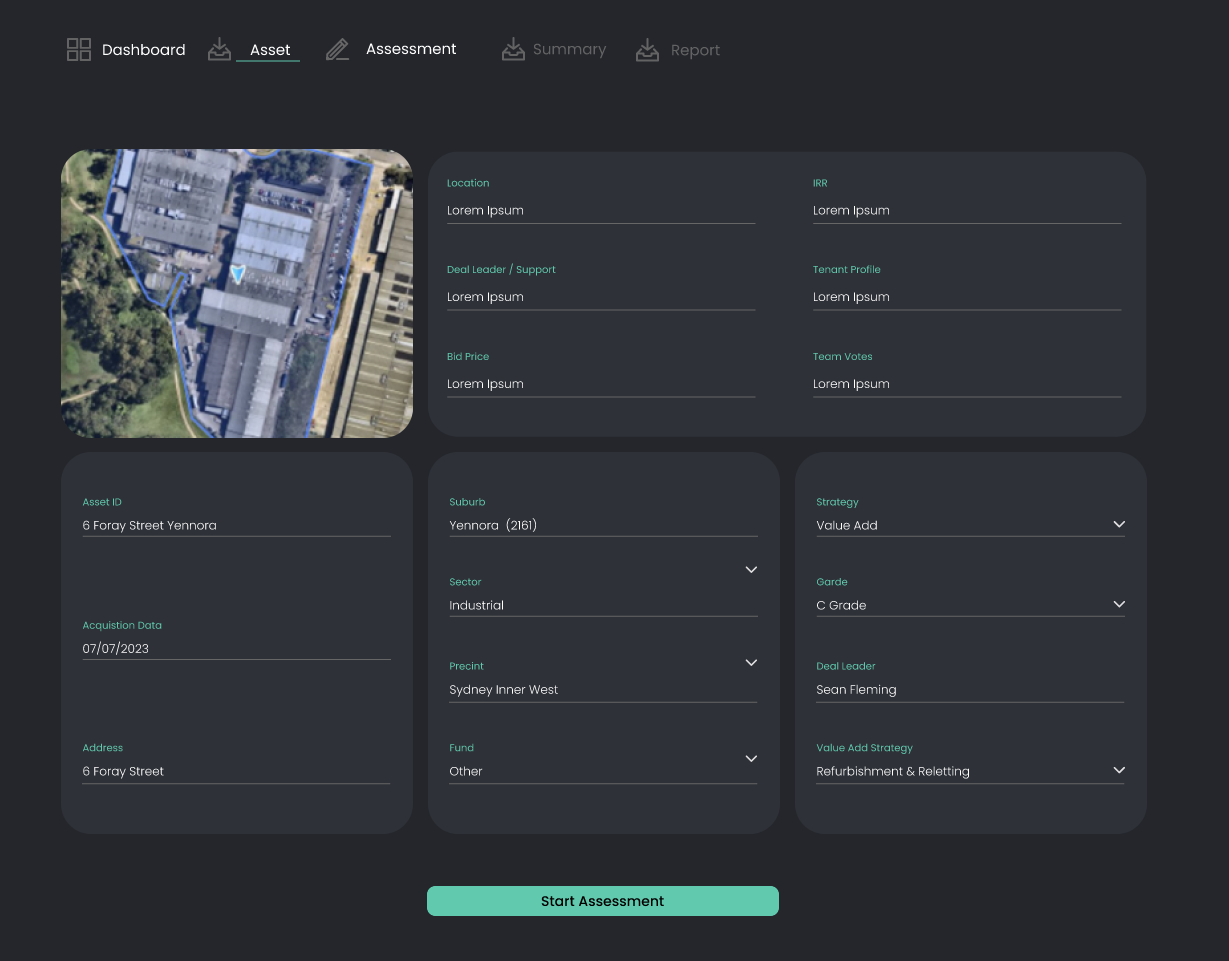 Dashboard Asset Assessment Summary Report
Location
Lorem Ipsum
IRR
Lorem Ipsum
Deal Leader / Support
Lorem Ipsum
Tenant Profile
Lorem Ipsum
Bid Price
Lorem Ipsum
Team Votes
Lorem Ipsum
Asset ID
6 Foray Street Yennora
Acquistion Data
07/07/2023
Address
6 Foray Street
Suburb
Yennora (2161)
Sector
Industrial
Precint
Sydney Inner West
Fund
Other
Strategy
Value Add
Garde
C Grade
Deal Leader
Sean Fleming
Value Add Strategy
Refurbishment & Reletting
Start Assessment